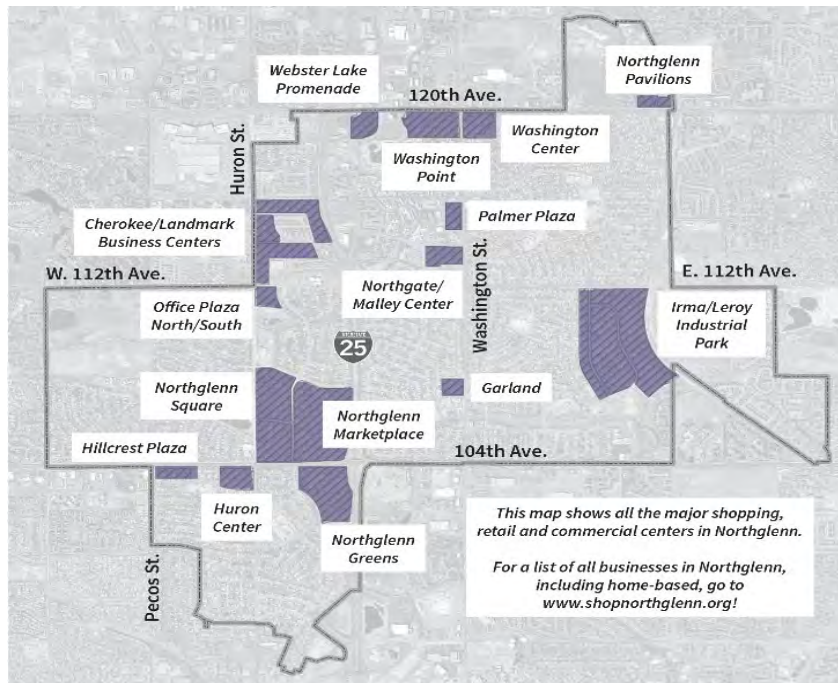 Northglenn
Pavilions
Webster Lake
Promenade
120th Ave.
Huron St.
Washington
Center
Washington
Point
Cherokee/Landmark
Business Centers
Palmer Plaza
W. 112th Ave.
Northgate/
Malley Center
Washington St.
E. 112th Ave.
Office Plaza
North/South
Irma/Leroy
Industrial
Park
25
Northglenn
Square
Garland
Northglenn
Marketplace
Hillcrest Plaza
104th Ave.
Huron
Center
Northglenn
Greens
Pecos St.
This map shows all the major shopping,
retail and commercial centers in Northglenn.
For a list of all businesses in Northglenn,
including home-based, go to
www.shopnorthglenn.org!